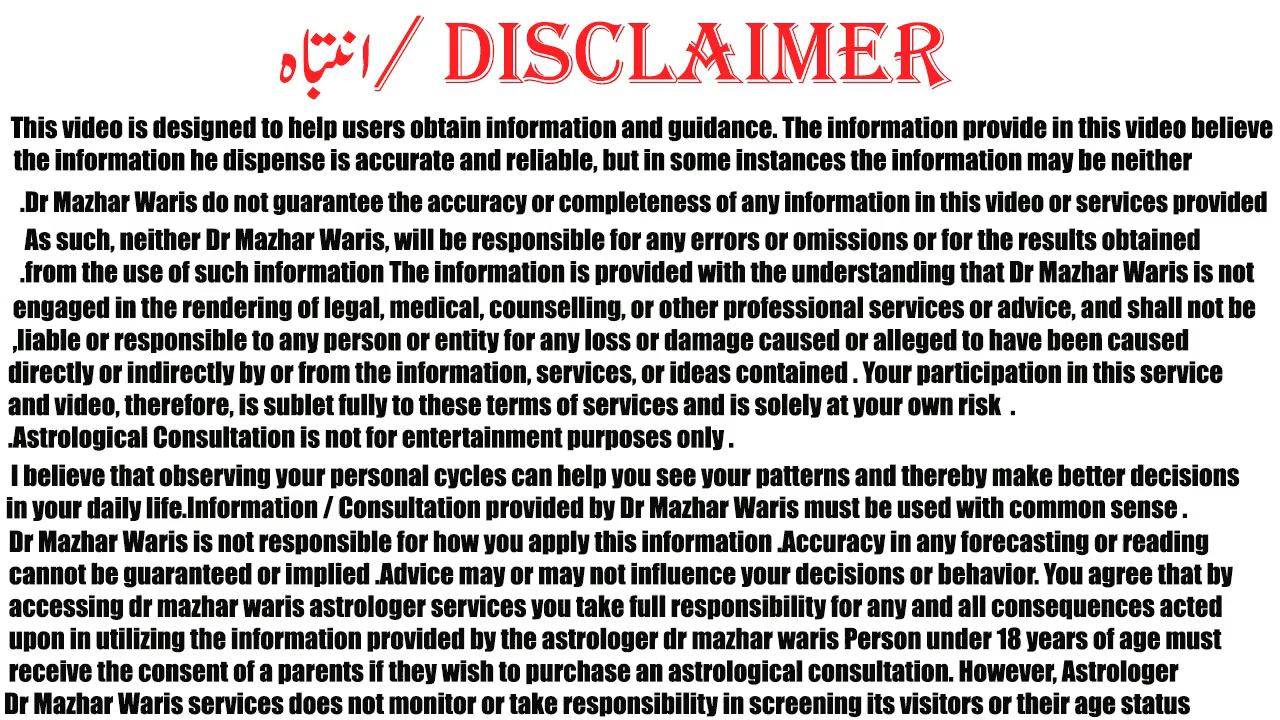 انتباہ / DISCLAIMER
This video is designed to help users obtain information and guidance. The information provide in this video believe
the information he dispense is accurate and reliable, but in some instances the information may be neither
.Dr Mazhar Waris do not guarantee the accuracy or completeness of any information in this video or services provided
As such, neither Dr Mazhar Waris, will be responsible for any errors or omissions or for the results obtained
.from the use of such information The information is provided with the understanding that Dr Mazhar Waris is not
engaged in the rendering of legal, medical, counselling, or other professional services or advice, and shall not be
,liable or responsible to any person or entity for any loss or damage caused or alleged to have been caused
directly or indirectly by or from the information, services, or ideas contained . Your participation in this service
and video, therefore, is sublet fully to these terms of services and is solely at your own risk .
.Astrological Consultation is not for entertainment purposes only .
I believe that observing your personal cycles can help you see your patterns and thereby make better decisions
in your daily life.Information / Consultation provided by Dr Mazhar Waris must be used with common sense .
Dr Mazhar Waris is not responsible for how you apply this information .Accuracy in any forecasting or reading
cannot be guaranteed or implied .Advice may or may not influence your decisions or behavior. You agree that by
accessing dr mazhar waris astrologer services you take full responsibility for any and all consequences acted
upon in utilizing the information provided by the astrologer dr mazhar waris Person under 18 years of age must
receive the consent of a parents if they wish to purchase an astrological consultation. However, Astrologer
Dr Mazhar Waris services does not monitor or take responsibility in screening its visitors or their age status